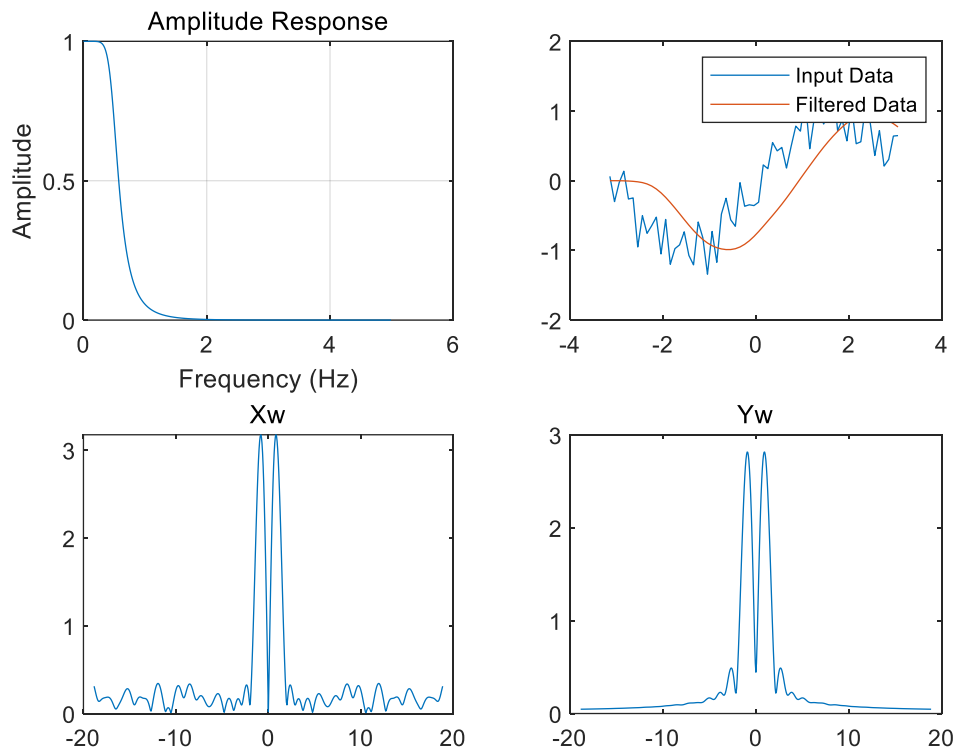 Amplitude Response
1
0.5
0
Amplitude
0 2 4 6
Frequency (Hz)
2
1
0
-1
-2
Input Data
Filtered Data
-4 -2 0 2 4
Xw
3
2
1
0
-20 -10 0 10 20
Yw
3
2
1
0
-20 -10 0 10 20